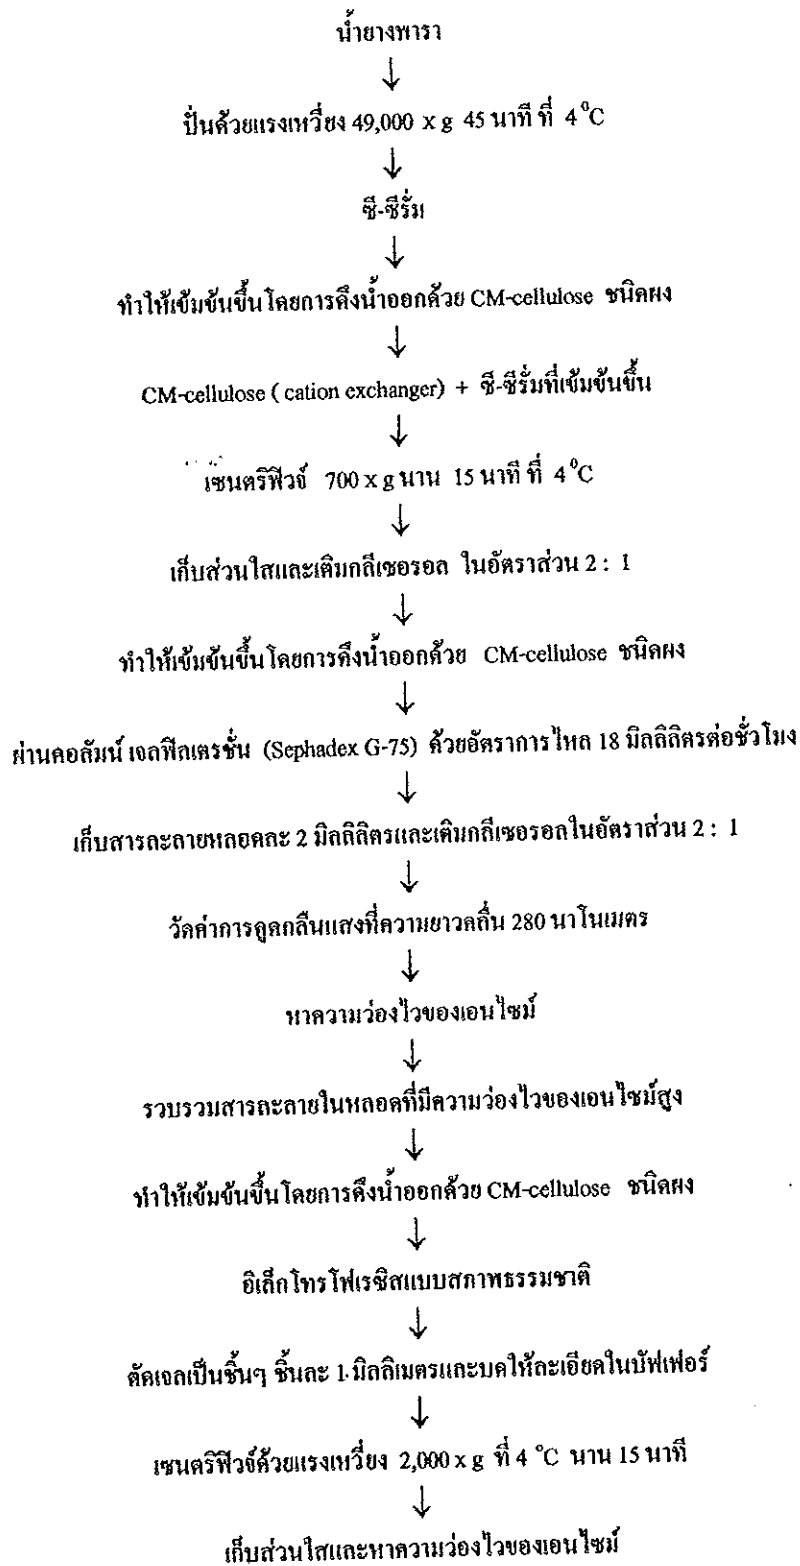 น้ำยางพารา
↓
ปั่นด้วยแรงเหวี่ยง 49,000 x g 45 นาที ที่ 4 °C
↓
ซี-ซีรั่ม
↓
ทำให้เข้มข้นขึ้นโดยการดึงน้ำออกด้วย CM-cellulose ชนิดผง
↓
CM-cellulose ( cation exchanger) + ซี-ซีรั่มที่เข้มข้นขึ้น
↓
เซนตริฟิวจ์ 700 x g นาน 15 นาที ที่ 4 °C
↓
เก็บส่วนใสและเติมกลีเซอรอล ในอัตราส่วน 2 : 1
↓
ทำให้เข้มข้นขึ้นโดยการดึงน้ำออกด้วย CM-cellulose ชนิดผง
↓
ผ่านคอลัมน์ เจลฟิลเตรชั่น (Sephadex G-75) ด้วยอัตราการไหล 18 มิลลิลิตรต่อชั่วโมง
↓
เก็บสารละลายหลอดละ 2 มิลลิลิตรและเติมกลีเซอรอลในอัตราส่วน 2 : 1
↓
วัดค่าการดูดกลืนแสงที่ความยาวคลื่น 280 นาโนเมตร
↓
หาความว่องไวของเอนไซม์
↓
รวบรวมสารละลายในหลอดที่มีความว่องไวของเอนไซม์สูง
↓
ทำให้เข้มข้นขึ้นโดยการดึงน้ำออกด้วย CM-cellulose ชนิดผง
↓
อิเล็กโทรโฟเรซิสแบบสภาพธรรมชาติ
↓
ตัดเจลเป็นชิ้นๆ ชิ้นละ 1 มิลลิเมตรและบดให้ละเอียดในบัฟเฟอร์
↓
เซนตริฟิวจ์ด้วยแรงเหวี่ยง 2,000 x g ที่ 4 °C นาน 15 นาที
↓
เก็บส่วนใสและหาความว่องไวของเอนไซม์